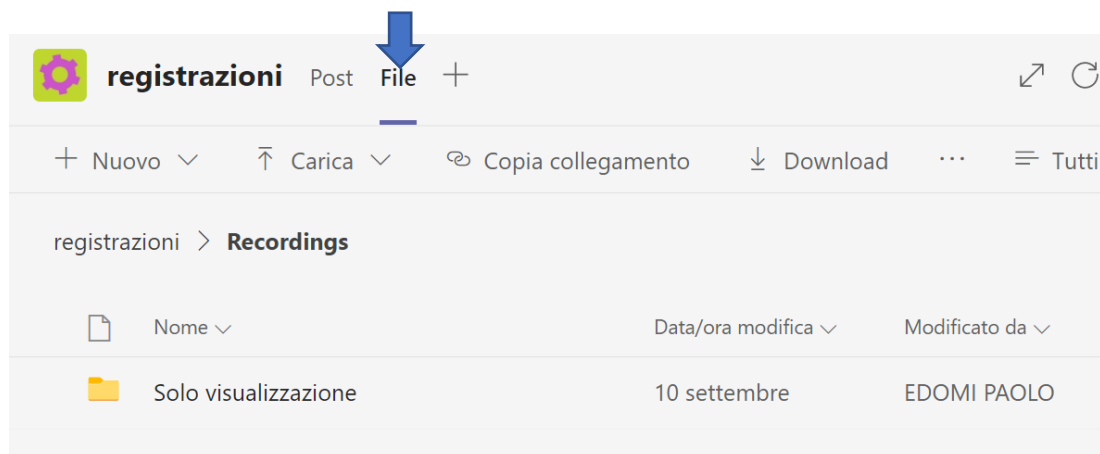 registrazioni Post File
Nuovo Carica Copia collegamento Download ... Tutti
registrazioni > Recordings
Nome Data/ora modifica Modificato da
Solo visualizzazione 10 settembre EDOMI PAOLO